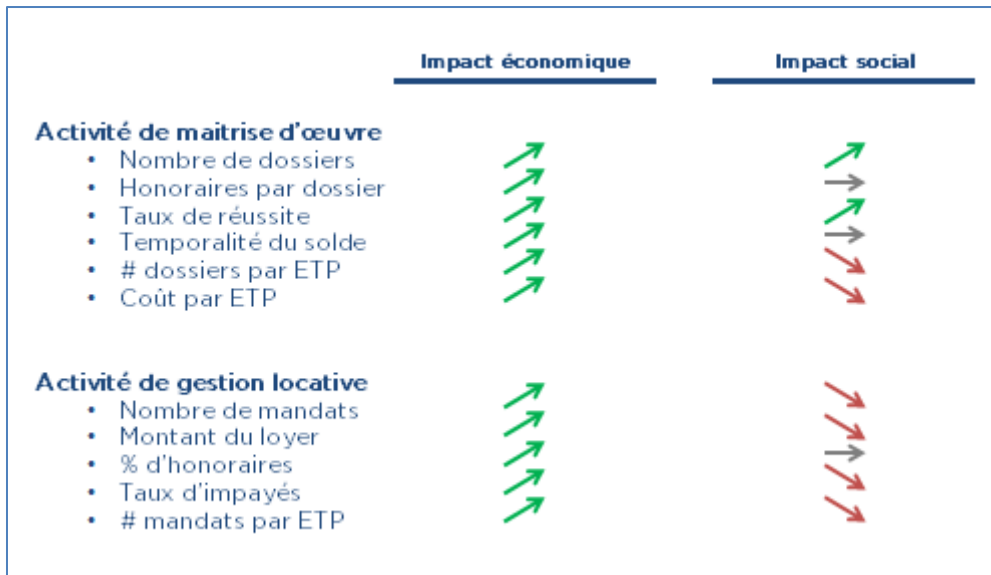 Impact économique Impact social
Activité de maitrise d'œuvre
• Nombre de dossiers
• Honoraires par dossier
• Taux de réussite
• Temporalité du solde
• # dossiers par ETP
• Coût par ETP
Activité de gestion locative
• Nombre de mandats
• Montant du loyer
• % d'honoraires
• Taux d'impayés
• # mandats par ETP